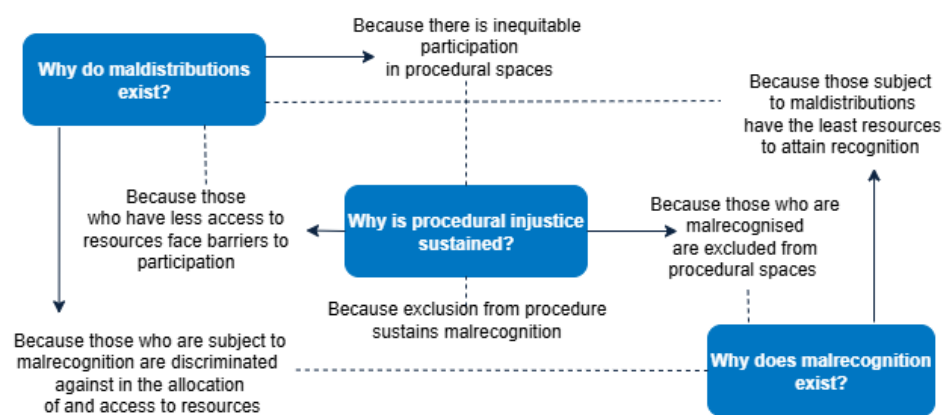 Because there is inequitable
participation
in procedural spaces
Why do maldistributions
exist?
Because those subject
to maldistributions
have the least resources
to attain recognition
Because those
who have less access to
resources face barriers to
participation
Why is procedural injustice
sustained?
Because those who are
malrecognised
are excluded from
procedural spaces
Because exclusion from procedure
sustains malrecognition
Because those who are subject to
malrecognition are discriminated
against in the allocation
of and access to resources
Why does malrecognition
exist?